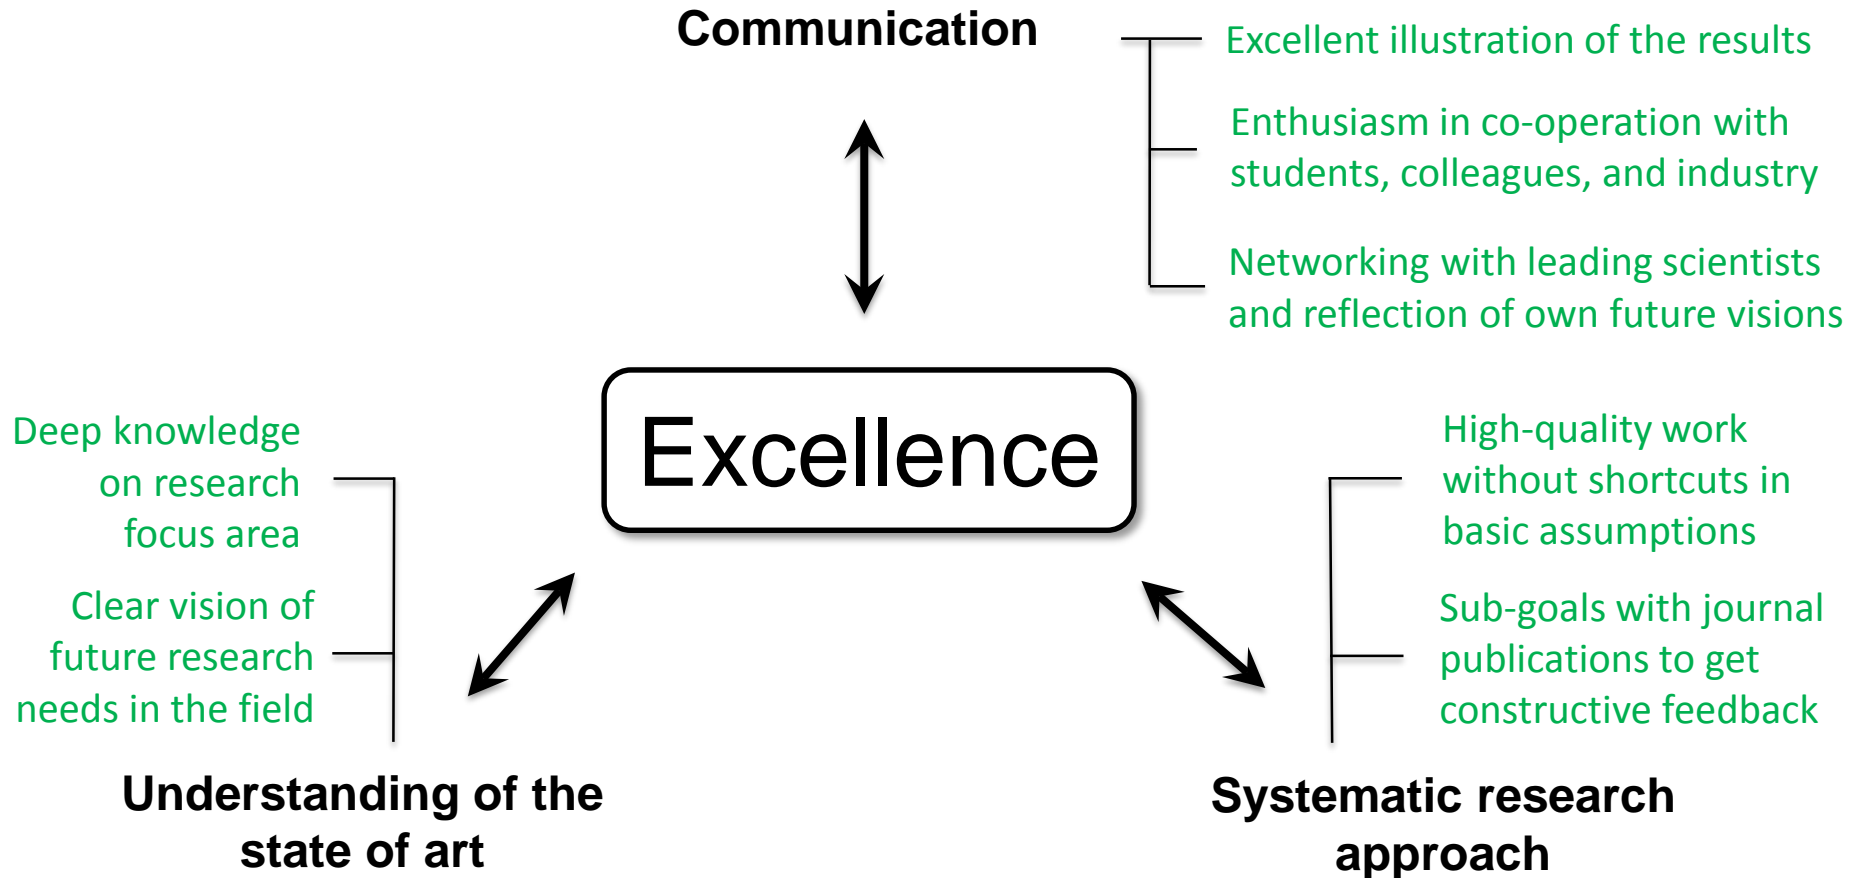 Communication
Excellent illustration of the results
Enthusiasm in co-operation with
students, colleagues, and industry
Networking with leading scientists
and reflection of own future visions
Excellence
Deep knowledge
on research
focus area
Clear vision of
future research
needs in the field
Understanding of the
state of art
High-quality work
without shortcuts in
basic assumptions
Sub-goals with journal
publications to get
constructive feedback
Systematic research
approach